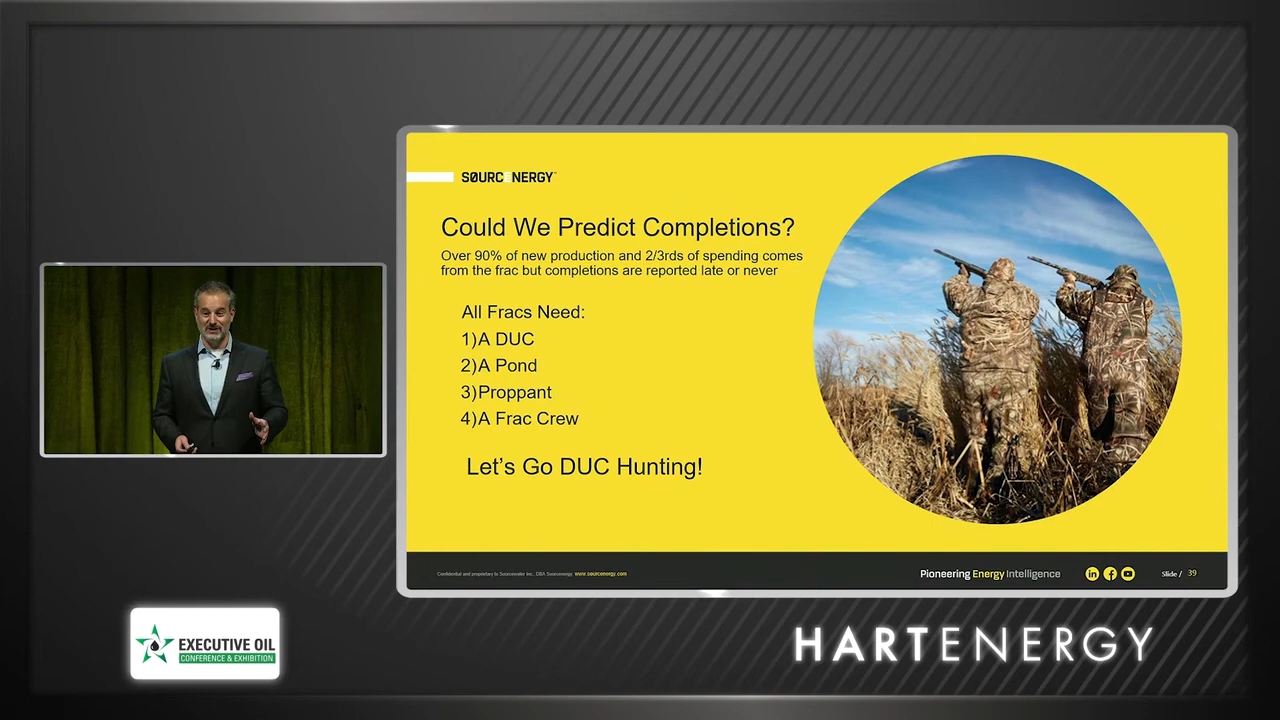 SØURCENERGY
Could We Predict Completions?
Over 90% of new production and 2/3rds of spending comes
from the frac but completions are reported late or never
All Fracs Need:
1)A DUC
2)A Pond
3)Proppant
4)A Frac Crew
Let's Go DUC Hunting!
Confidential and proprietary to Sourcewater Inc., DBA Sourcenergy. www.sourcenergy.com
Pioneering Energy Intelligence
in
f
Slide / 39
EXECUTIVE OIL
CONFERENCE & EXHIBITION
HARTENERGY